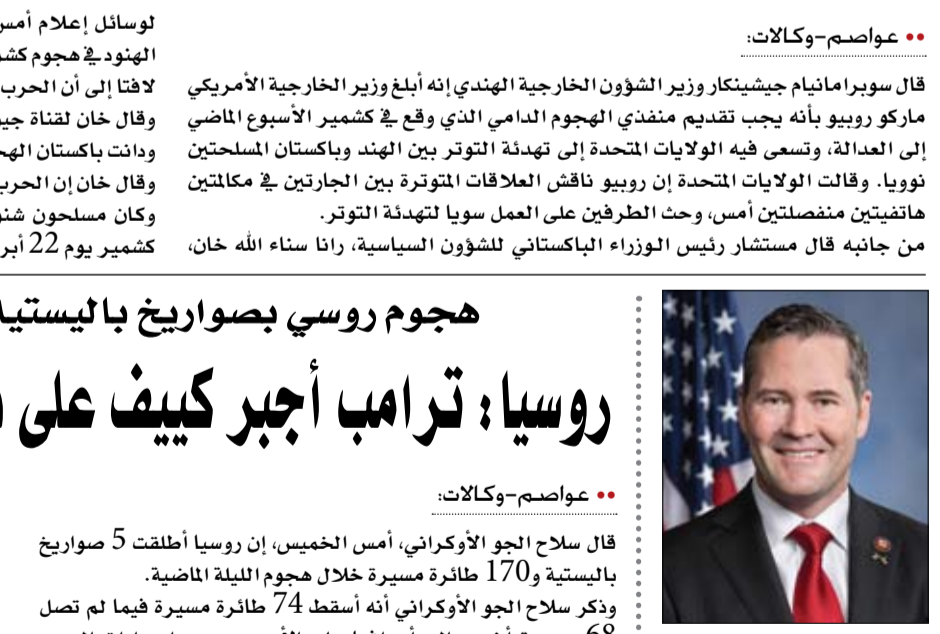 •• عواصم–وكالات:
قال سوبرامانيام جيشينكار وزير الشؤون الخارجية الهندي إنه أبلغ وزير الخارجية الأمريكي
ماركو روبيو بأنه يجب تقديم منفذي الهجوم الدامي الذي وقع في كشمير الأسبوع الماضي
إلى العدالة، وتسعى فيه الولايات المتحدة إلى تهدئة التوتر بين الهند وباكستان المسلحتين
نوويا. وقالت الولايات المتحدة إن روبيو ناقش العلاقات المتوترة بين الجارتين في مكالمتين
هاتفيتين منفصلتين أمس، وحث الطرفين على العمل سويا لتهدئة التوتر.
من جانبه قال مستشار رئيس الوزراء الباكستاني للشؤون السياسية، رانا سناء الله خان،
لوسائل إعلام أمس
الهنود في هجوم
لافتا إلى أن الحرب
وقال خان لقناة
ودانت باكستان
وقال خان إن الحرب
وكان مسلحون
كشمير يوم 22
هجوم روسي بصواريخ
روسيا: ترامب أجبر كييف على
•• عواصم–وكالات:
قال سلاح الجو الأوكراني، أمس الخميس، إن روسيا أطلقت 5 صواريخ
باليستية و170 طائرة مسيرة خلال هجوم الليلة الماضية.
وذكر سلاح الجو الأوكراني أنه أسقط 74 طائرة مسيرة فيما لم تصل